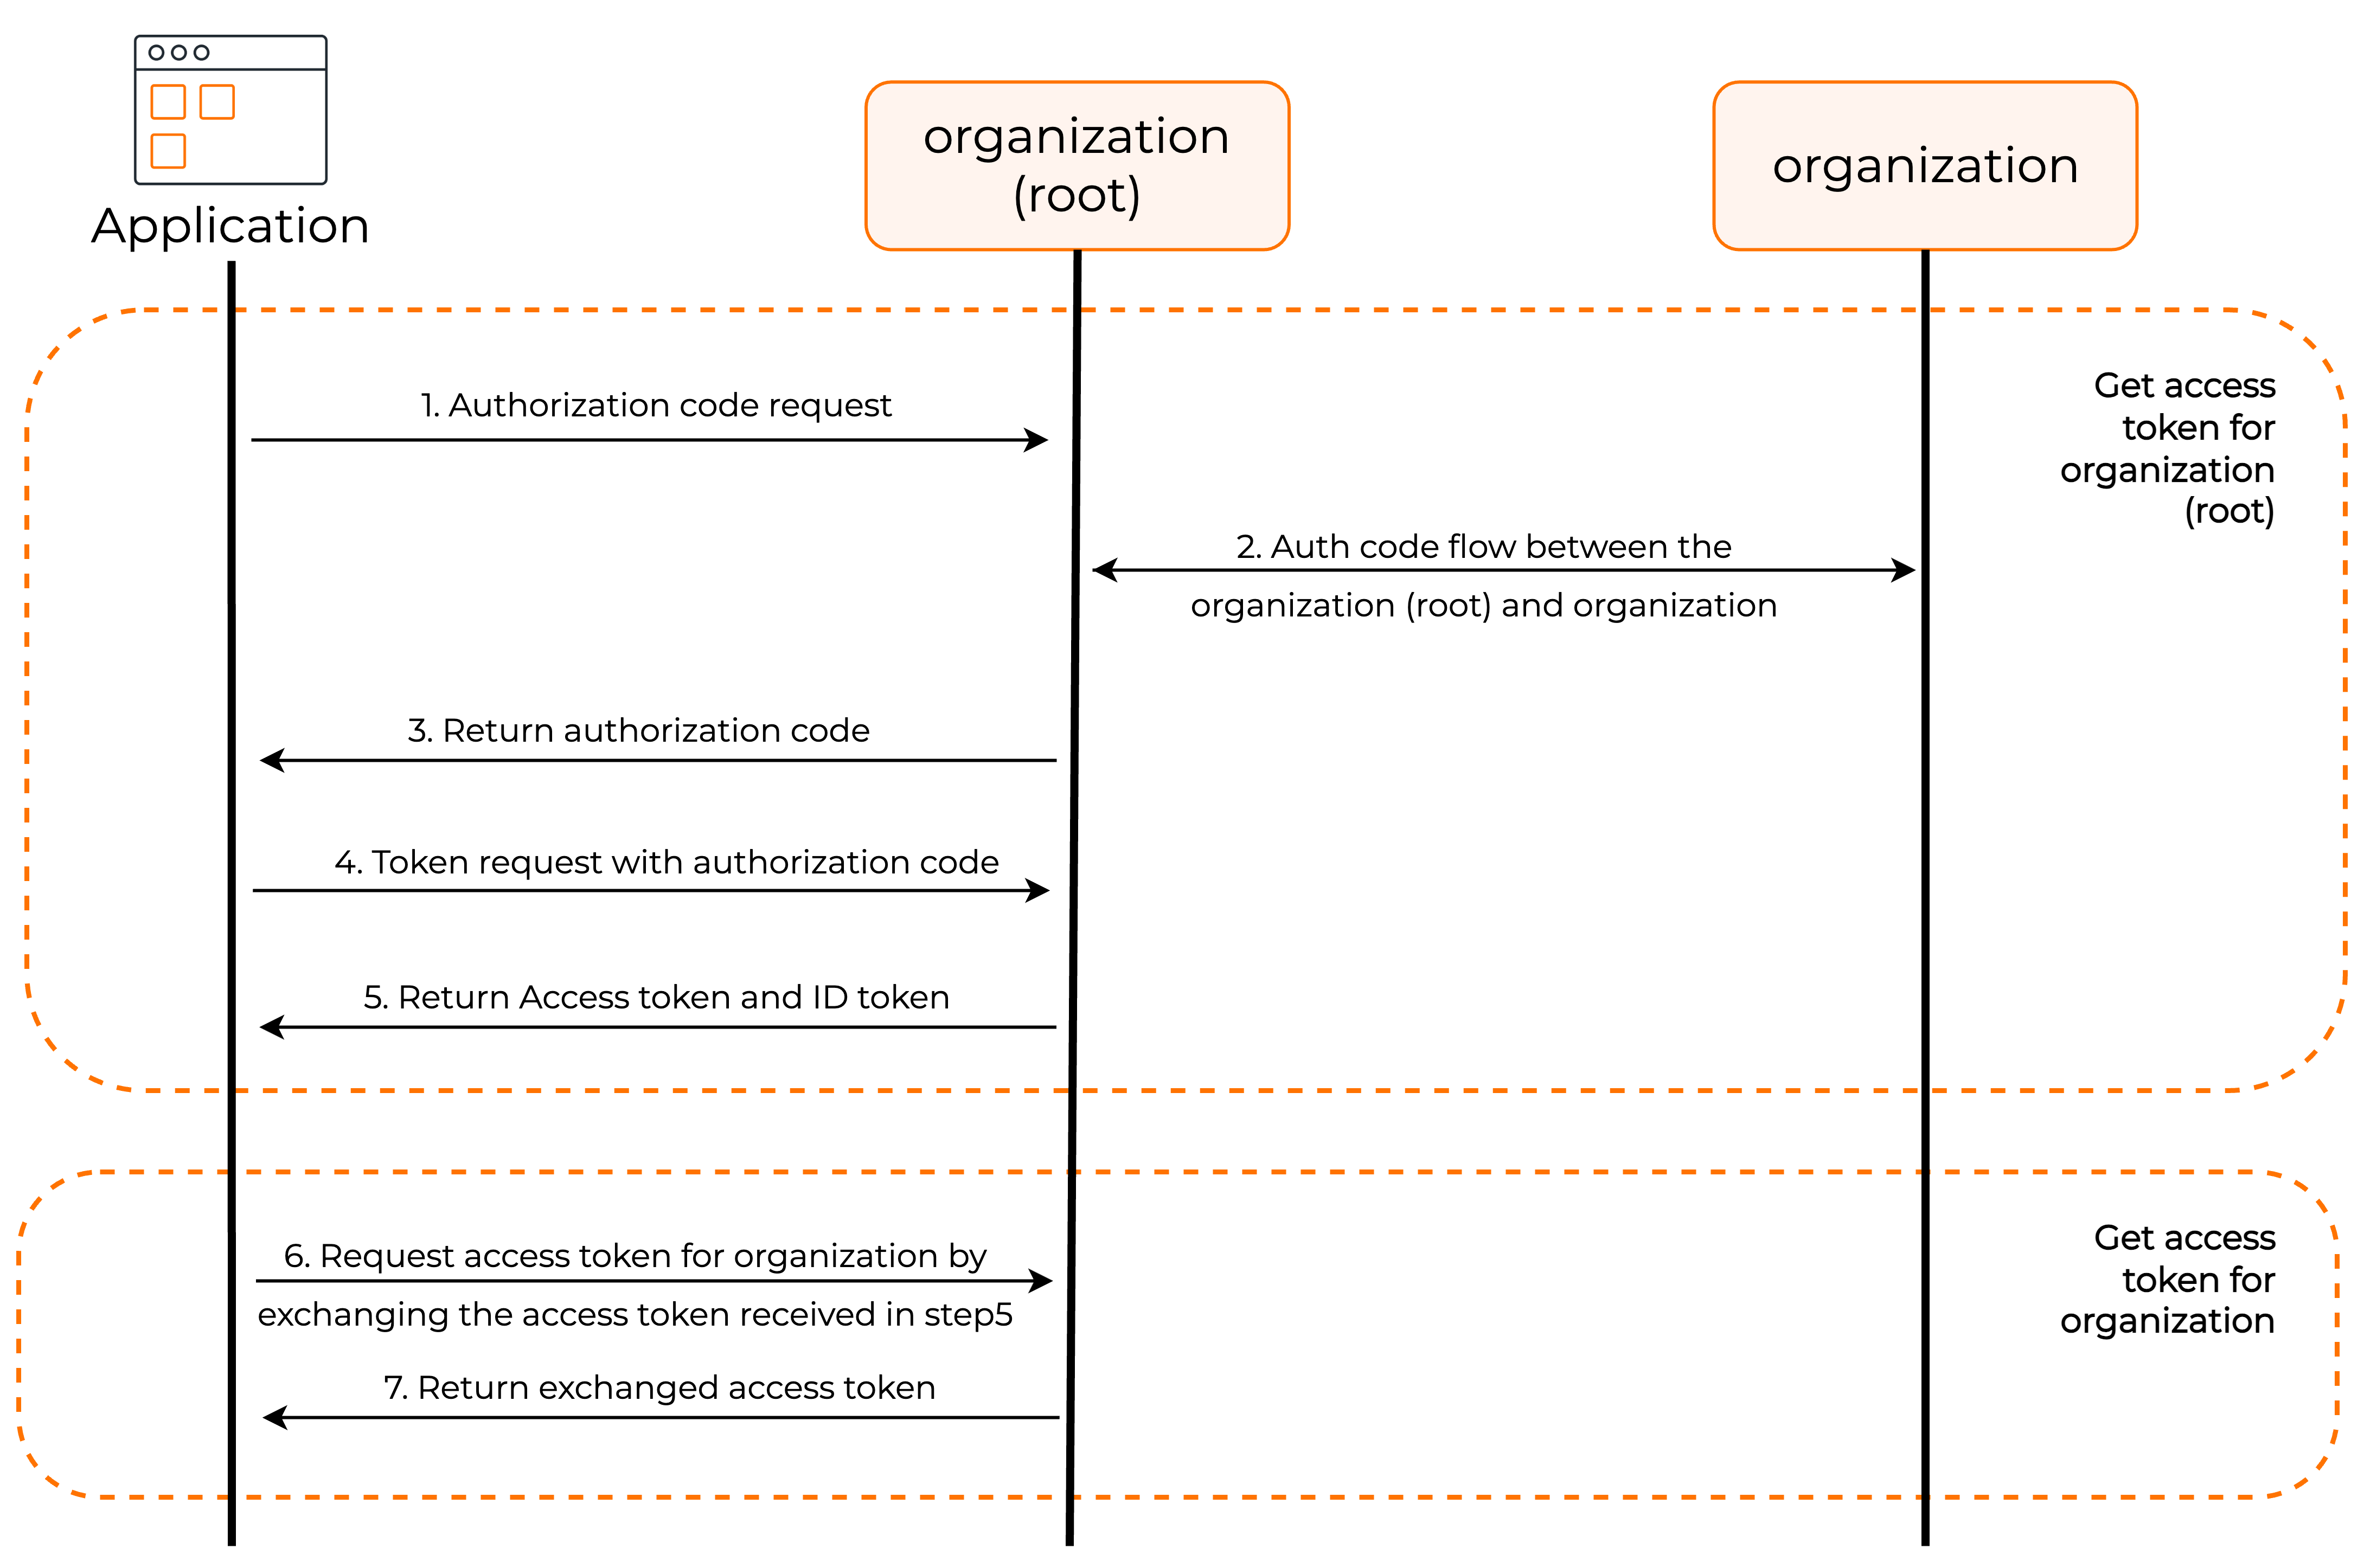 Application
organization
(root)
organization
Get access
token for
organization
(root)
1. Authorization code request
2. Auth code flow between the
organization (root) and organization
3. Return authorization code
4. Token request with authorization code
5. Return Access token and ID token
Get access
token for
organization
6. Request access token for organization by
exchanging the access token received in step5
7. Return exchanged access token